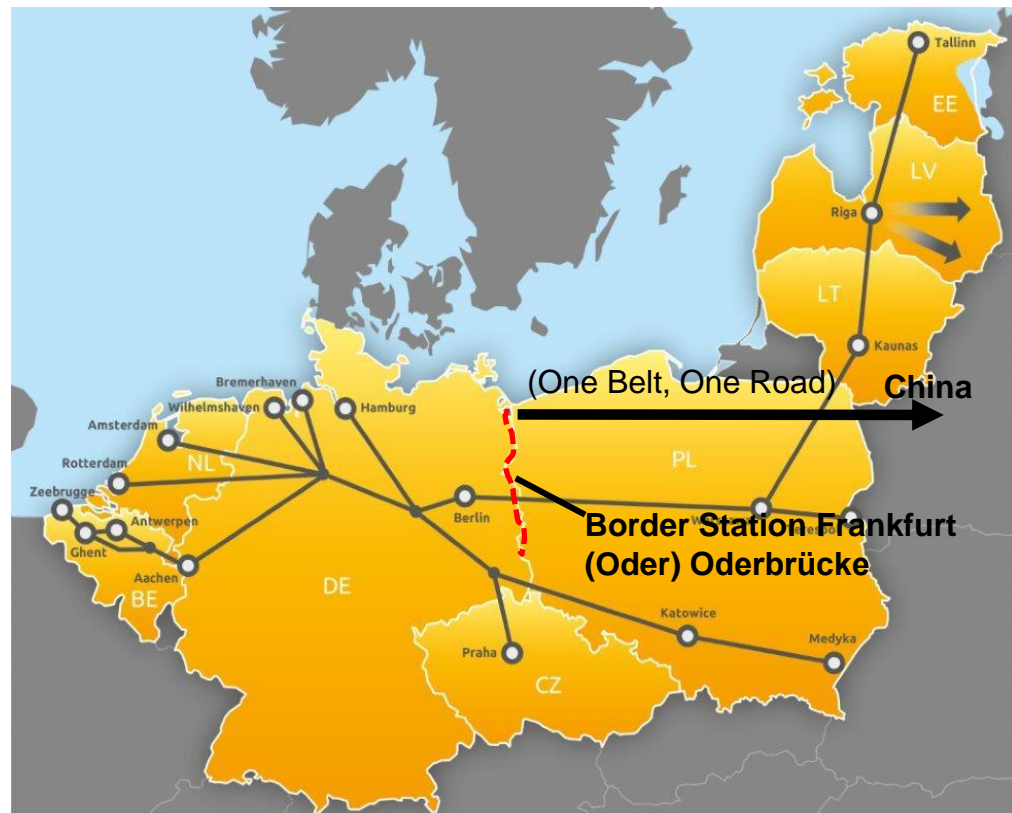 Tallinn
EE
LV
Riga
LT
Kaunas
(One Belt, One Road)
China
Bremerhaven
Wilhelmshaven
Hamburg
Amsterdam
NL
PL
Rotterdam
Zeebrugge
Berlin
Antwerpen
Border Station Frankfurt
(Oder) Oderbrücke
Ghent
Aachen
BE
DE
Katowice
Medyka
Praha
CZ